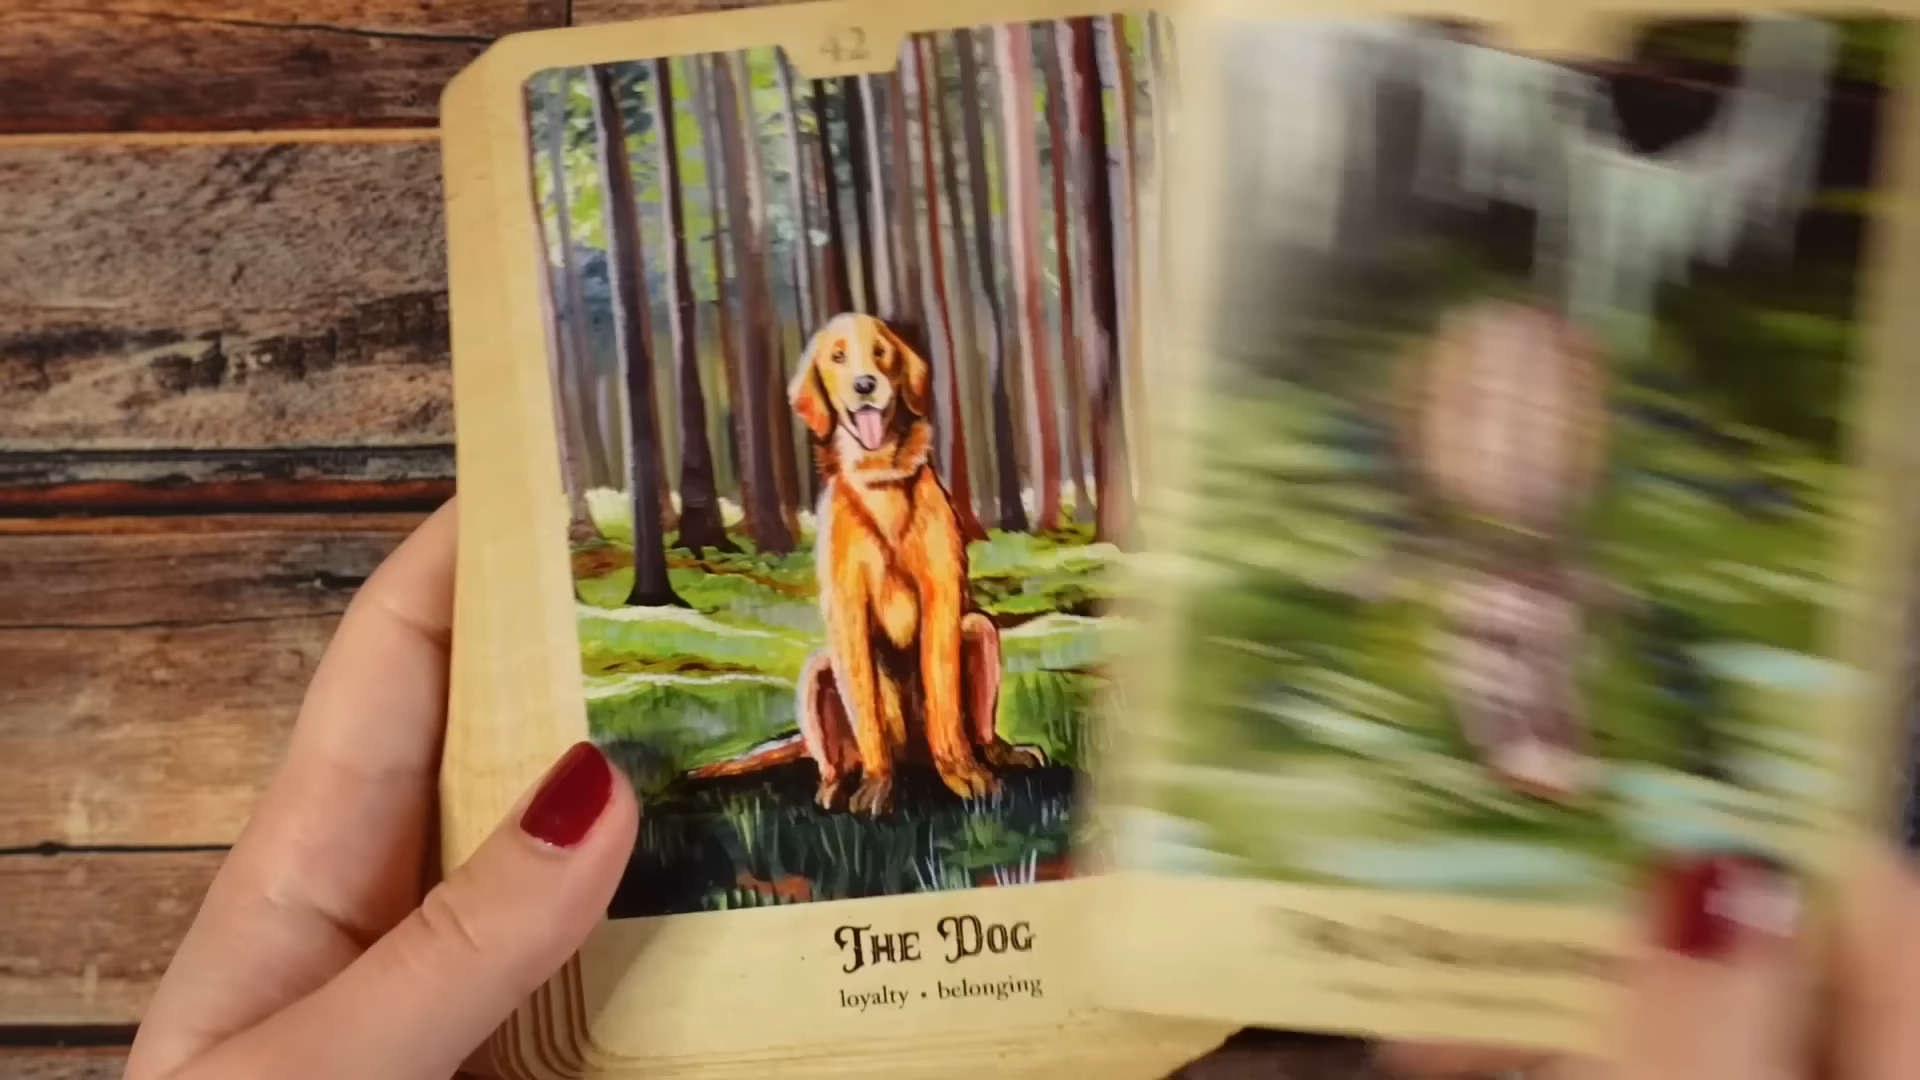 42
The Dog
loyalty • belonging